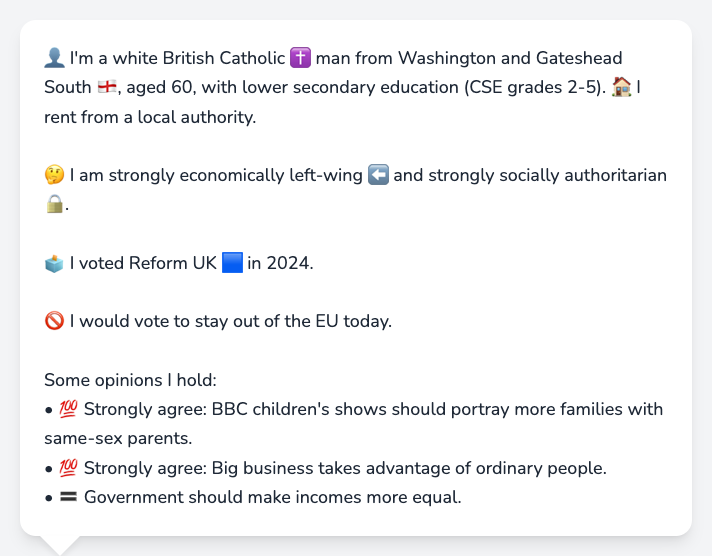 👤 I'm a white British Catholic ✝️ man from Washington and Gateshead
South 🏴󠁧󠁢󠁥󠁮󠁧󠁿, aged 60, with lower secondary education (CSE grades 2-5). 🏠 I
rent from a local authority.
🤔 I am strongly economically left-wing ⬅️ and strongly socially authoritarian
🔒.
🗳️ I voted Reform UK 🟦 in 2024.
🚫 I would vote to stay out of the EU today.
Some opinions I hold:
• 💯 Strongly agree: BBC children's shows should portray more families with
same-sex parents.
• 💯 Strongly agree: Big business takes advantage of ordinary people.
• 🟰 Government should make incomes more equal.